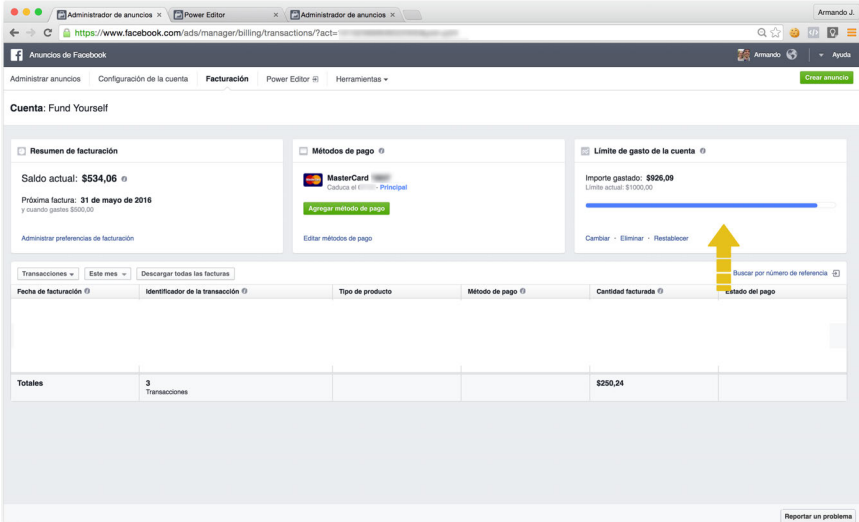 Administrador de anuncios
Power Editor
Administrador de anuncios
Armando J.
https://www.facebook.com/ads/manager/billing/transactions/?act=
Anuncios de Facebook
Armando
Ayuda
Administrar anuncios
Configuración de la cuenta
Facturación
Power Editor
Herramientas
Crear anuncio
Cuenta: Fund Yourself
Resumen de facturación
Saldo actual: $534,06
Próxima factura: 31 de mayo de 2016
y cuando gastes $500,00
Administrar preferencias de facturación
Métodos de pago
MasterCard
Caduca el
- Principal
Agregar método de pago
Editar métodos de pago
Límite de gasto de la cuenta
Importe gastado: $926,09
Límite actual: $1000,00
Cambiar · Eliminar · Restablecer
Transacciones
Este mes
Descargar todas las facturas
Buscar por número de referencia
Fecha de facturación
Identificador de la transacción
Tipo de producto
Método de pago
Cantidad facturada
Estado del pago
Totales
3
Transacciones
$250,24
Reportar un problema